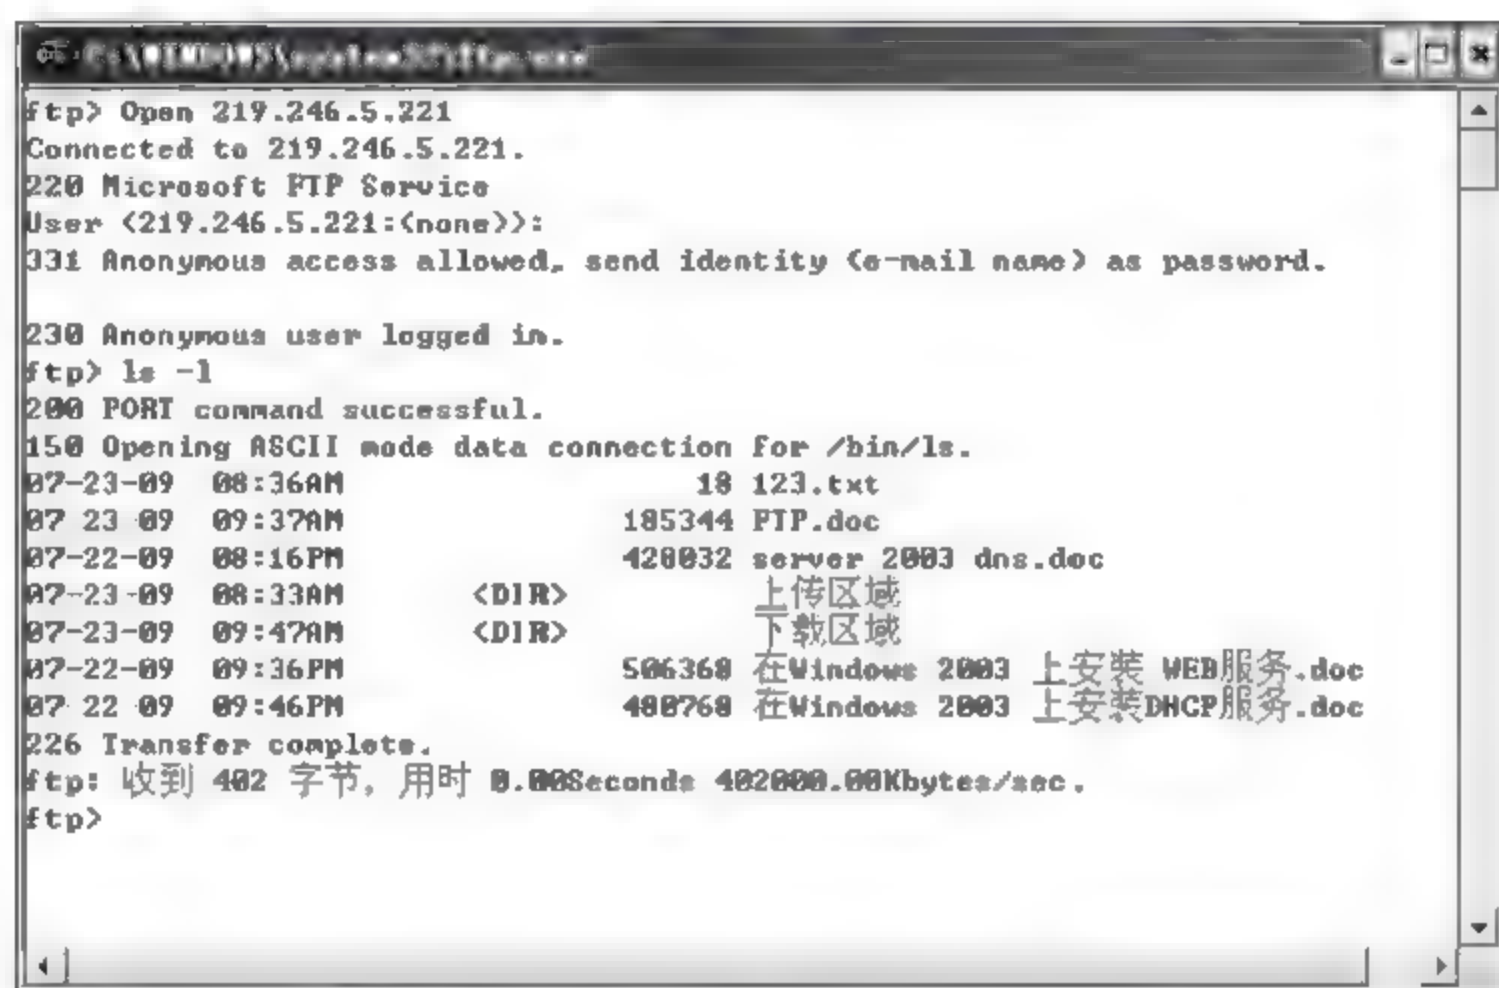 C:\WINDOWS\system32\ftp.exe
ftp> Open 219.246.5.221
Connected to 219.246.5.221.
220 Microsoft FTP Service
User (219.246.5.221:(none)):
331 Anonymous access allowed, send identity (e-mail name) as password.
230 Anonymous user logged in.
ftp> ls -l
200 PORT command successful.
150 Opening ASCII mode data connection for /bin/ls.
07-23-09 08:36AM 18 123.txt
07-23-09 09:37AM 185344 FTP.doc
07-22-09 08:16PM 428032 server 2003 dns.doc
07-23-09 08:33AM <DIR> 上传区域
07-23-09 09:47AM <DIR> 下载区域
07-22-09 09:36PM 506368 在Windows 2003 上安装 WEB服务.doc
07-22-09 09:46PM 480768 在Windows 2003 上安装DHCP服务.doc
226 Transfer complete.
ftp: 收到 402 字节，用时 0.00Seconds 402000.00Kbytes/sec.
ftp>